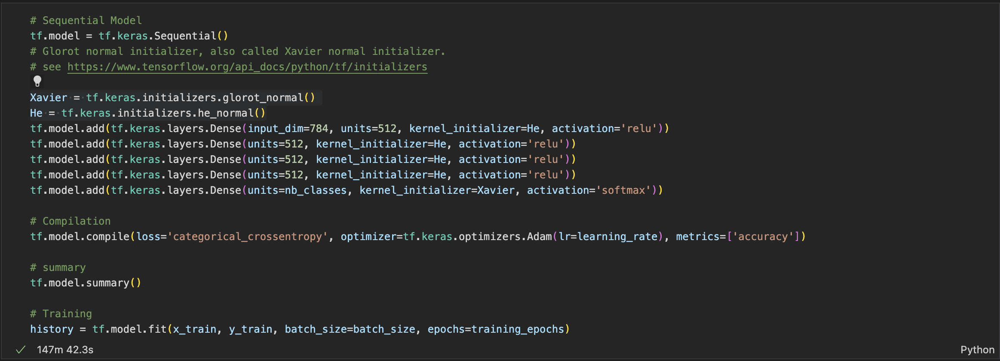 # Sequential Model
tf.model = tf.keras.Sequential()
# Glorot normal initializer, also called Xavier normal initializer.
# see https://www.tensorflow.org/api_docs/python/tf/initializers
Xavier = tf.keras.initializers.glorot_normal()
He = tf.keras.initializers.he_normal()
tf.model.add(tf.keras.layers.Dense(input_dim=784, units=512, kernel_initializer=He, activation='relu'))
tf.model.add(tf.keras.layers.Dense(units=512, kernel_initializer=He, activation='relu'))
tf.model.add(tf.keras.layers.Dense(units=512, kernel_initializer=He, activation='relu'))
tf.model.add(tf.keras.layers.Dense(units=512, kernel_initializer=He, activation='relu'))
tf.model.add(tf.keras.layers.Dense(units=nb_classes, kernel_initializer=Xavier, activation='softmax'))
# Compilation
tf.model.compile(loss='categorical_crossentropy', optimizer=tf.keras.optimizers.Adam(lr=learning_rate), metrics=['accuracy'])
# summary
tf.model.summary()
# Training
history = tf.model.fit(x_train, y_train, batch_size=batch_size, epochs=training_epochs)
147m 42.3s
Python